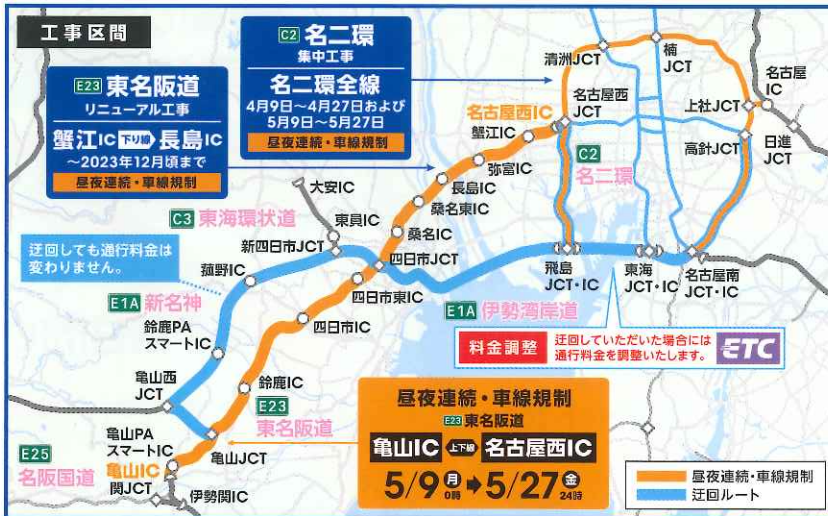 工事区間
C2 名二環
集中工事
名二環全線
4月9日～4月27日および
5月9日～5月27日
昼夜連続・車線規制
E23 東名阪道
リニューアル工事
蟹江IC 下り線 長島IC
～2023年12月頃まで
昼夜連続・車線規制
清洲JCT
楠
JCT
名古屋
IC
名古屋西IC
名古屋西
JCT
上社JCT
蟹江IC
高針JCT
日進
JCT
弥富IC
C2
名二環
長島IC
大安IC
桑名東IC
C3 東海環状道
東員IC
桑名IC
新四日市JCT
迂回しても通行料金は
変わりません。
四日市JCT
菰野IC
飛島
JCT・IC
東海
JCT・IC
名古屋南
JCT・IC
四日市東IC
E1A 新名神
E1A 伊勢湾岸道
四日市IC
料金調整
迂回していただいた場合には
通行料金を調整いたします。
ETC
鈴鹿PA
スマートIC
亀山西
JCT
鈴鹿IC
E23
東名阪道
昼夜連続・車線規制
E23 東名阪道
亀山IC 上下線 名古屋西IC
5/9 月 0時 → 5/27 金 24時
亀山PA
スマートIC
E25
名阪国道
亀山IC
亀山JCT
関JCT
伊勢関IC
昼夜連続・車線規制
迂回ルート